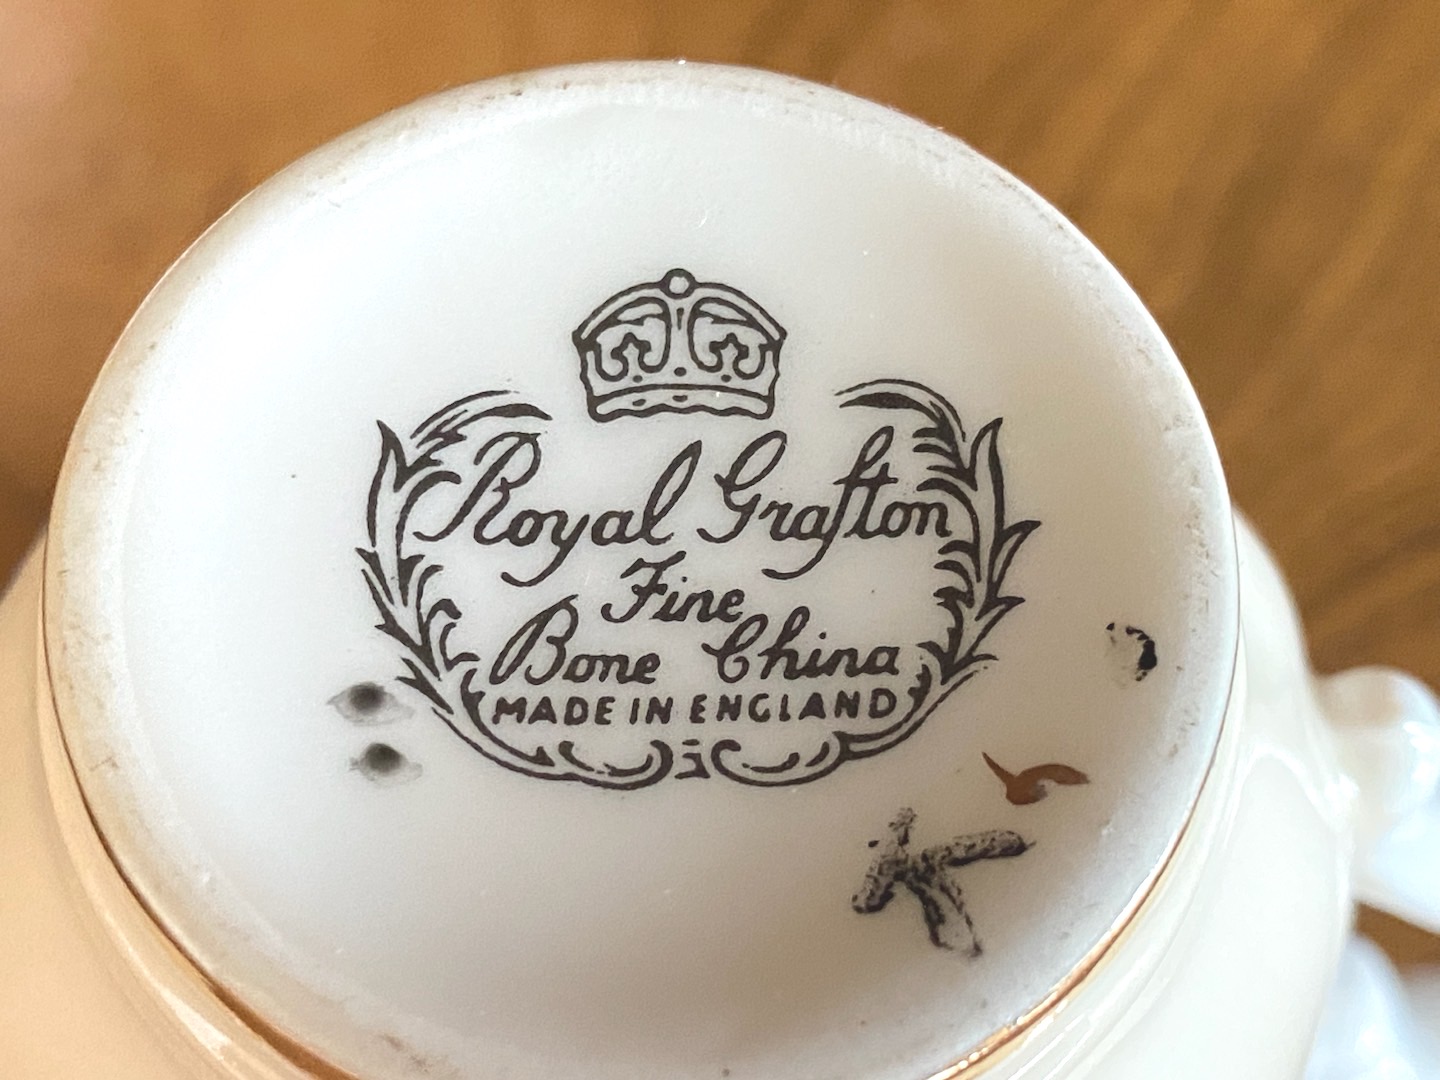 Royal Grafton
Fine
Bone China
MADE IN ENGLAND
K